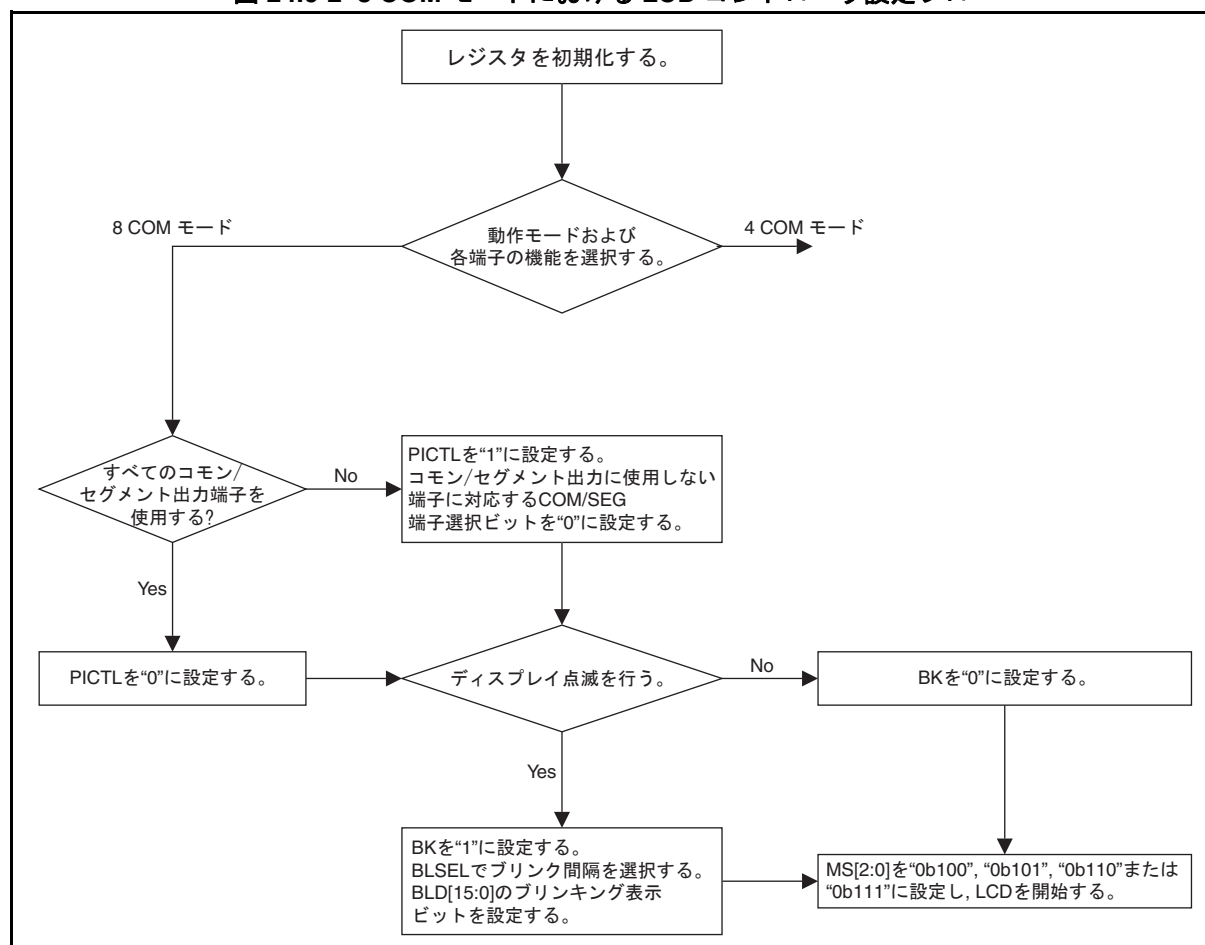 レジスタを初期化する。
8 COM モード
動作モードおよび
各端子の機能を選択する。
4 COM モード
すべてのコモン/
セグメント出力端子を
使用する?
No
PICTLを“1”に設定する。
コモン/セグメント出力に使用しない
端子に対応するCOM/SEG
端子選択ビットを“0”に設定する。
Yes
PICTLを“0”に設定する。
ディスプレイ点滅を行う。
No
BKを“0”に設定する。
Yes
BKを“1”に設定する。
BLSELでブリンク間隔を選択する。
BLD[15:0]のブリンキング表示
ビットを設定する。
MS[2:0]を“0b100”, “0b101”, “0b110”または
“0b111”に設定し, LCDを開始する。